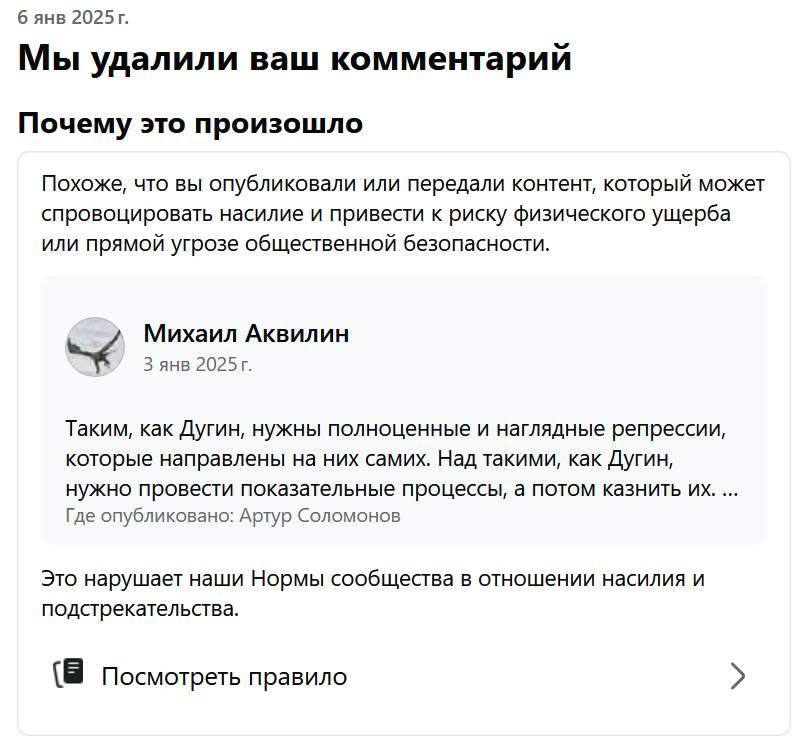 6 янв 2025 г.
Мы удалили ваш комментарий
Почему это произошло
Похоже, что вы опубликовали или передали контент, который может
спровоцировать насилие и привести к риску физического ущерба
или прямой угрозе общественной безопасности.
Михаил Аквилин
3 янв 2025 г.
Таким, как Дугин, нужны полноценные и наглядные репрессии,
которые направлены на них самих. Над такими, как Дугин,
нужно провести показательные процессы, а потом казнить их. ...
Где опубликовано: Артур Соломонов
Это нарушает наши Нормы сообщества в отношении насилия и
подстрекательства.
Посмотреть правило